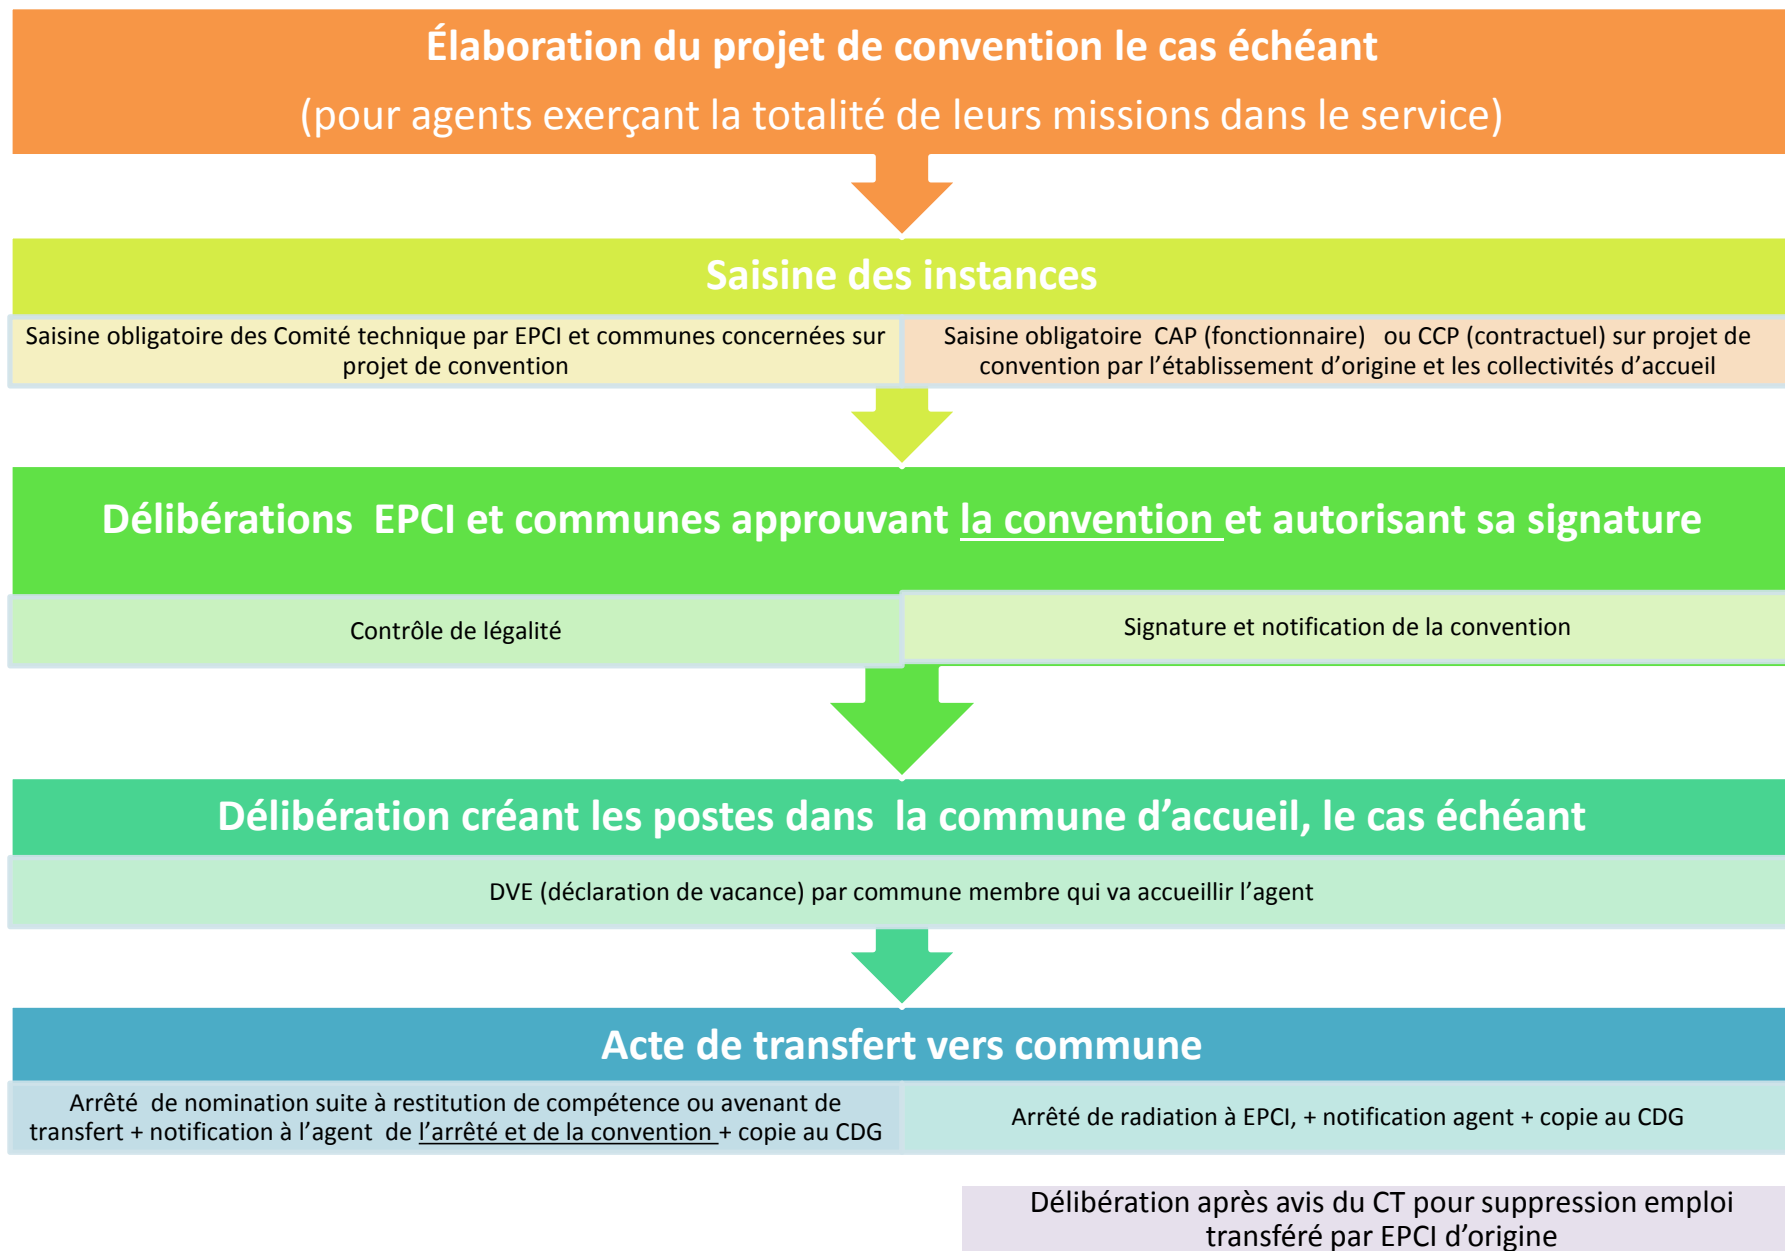 Élaboration du projet de convention le cas échéant
(pour agents exerçant la totalité de leurs missions dans le service)
Saisine des instances
Saisine obligatoire des Comité technique par EPCI et communes concernées sur
projet de convention
Saisine obligatoire CAP (fonctionnaire) ou CCP (contractuel) sur projet de
convention par l’établissement d’origine et les collectivités d’accueil
Délibérations EPCI et communes approuvant la convention et autorisant sa signature
Contrôle de légalité
Signature et notification de la convention
Délibération créant les postes dans la commune d’accueil, le cas échéant
DVE (déclaration de vacance) par commune membre qui va accueillir l’agent
Acte de transfert vers commune
Arrêté de nomination suite à restitution de compétence ou avenant de
transfert + notification à l’agent de l’arrêté et de la convention + copie au CDG
Arrêté de radiation à EPCI, + notification agent + copie au CDG
Délibération après avis du CT pour suppression emploi
transféré par EPCI d’origine